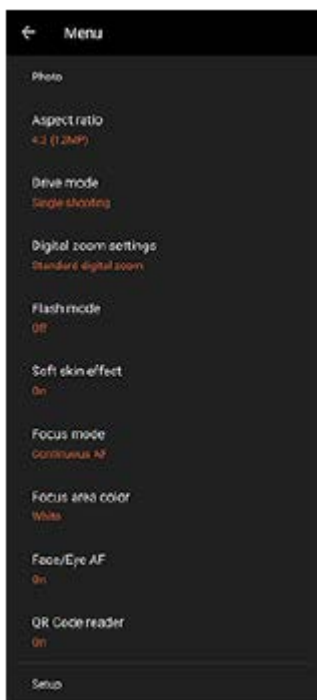 Menu
Photo
Aspect ratio
4:3 (12MP)
Drive mode
Single shooting
Digital zoom settings
Standard digital zoom
Flash mode
Off
Soft skin effect
On
Focus mode
Continuous AF
Focus area color
White
Face/Eye AF
On
QR Code reader
On
Setup